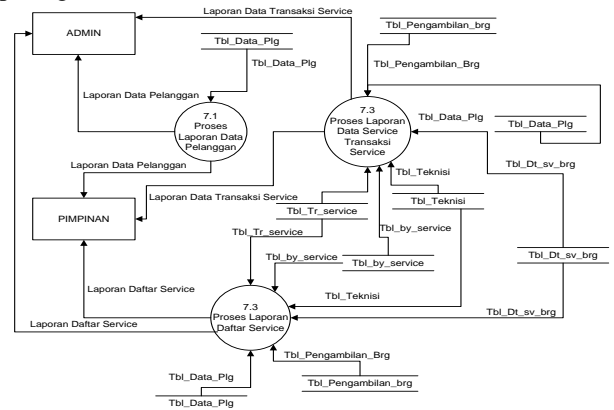 Laporan Data Transaksi Service
ADMIN
Tbl_Data_Plg
Tbl_Data_Plg
Tbl_Pengambilan_brg
Tbl_Pengambilan_Brg
Laporan Data Pelanggan
7.1
Proses
Laporan Data
Pelanggan
7.3
Proses Laporan
Data Service
Transaksi
Service
Tbl_Data_Plg
Tbl_Data_Plg
Laporan Data Pelanggan
Tbl_Dt_sv_brg
Tbl_Teknisi
Laporan Data Transaksi Service
Tbl_Teknisi
PIMPINAN
Tbl_Tr_service
Tbl_Tr_service
Tbl_by_service
Tbl_Dt_sv_brg
Tbl_by_service
Tbl_by_service
Laporan Daftar Service
7.3
Proses Laporan
Daftar Service
Tbl_Teknisi
Tbl_Dt_sv_brg
Laporan Daftar Service
Tbl_Pengambilan_Brg
Tbl_Data_Plg
Tbl_Pengambilan_brg
Tbl_Data_Plg